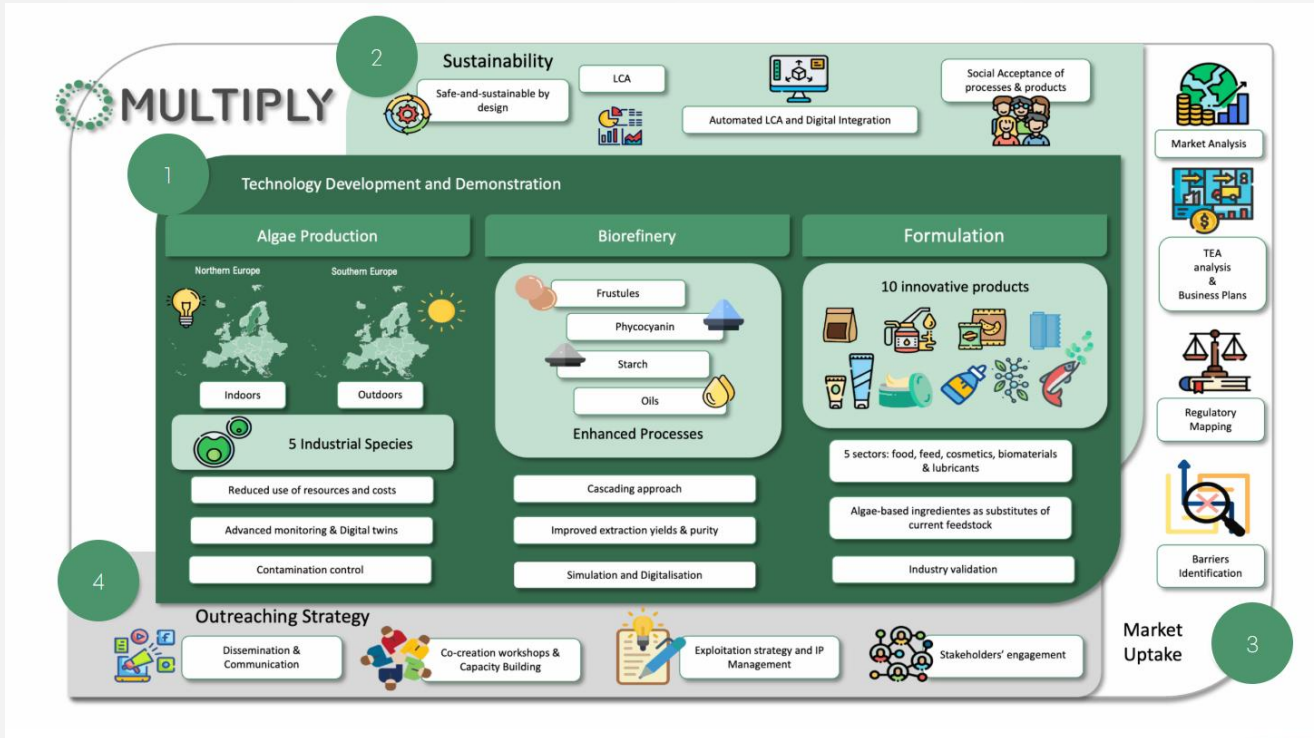 MULTIPLY
2
Sustainability
Safe-and-sustainable by
design
LCA
Automated LCA and Digital Integration
Social Acceptance of
processes & products
1
Technology Development and Demonstration
Algae Production
Northern Europe
Southern Europe
Indoors
Outdoors
5 Industrial Species
Reduced use of resources and costs
Advanced monitoring & Digital twins
Contamination control
Biorefinery
Frustules
Phycocyanin
Starch
Oils
Enhanced Processes
Cascading approach
Improved extraction yields & purity
Simulation and Digitalisation
Formulation
10 innovative products
5 sectors: food, feed, cosmetics, biomaterials
& lubricants
Algae-based ingredientes as substitutes of
current feedstock
Industry validation
Market Analysis
TEA
analysis
&
Business Plans
Regulatory
Mapping
Barriers
Identification
Market
Uptake
3
4
Outreaching Strategy
Dissemination &
Communication
Co-creation workshops &
Capacity Building
Exploitation strategy and IP
Management
Stakeholders' engagement